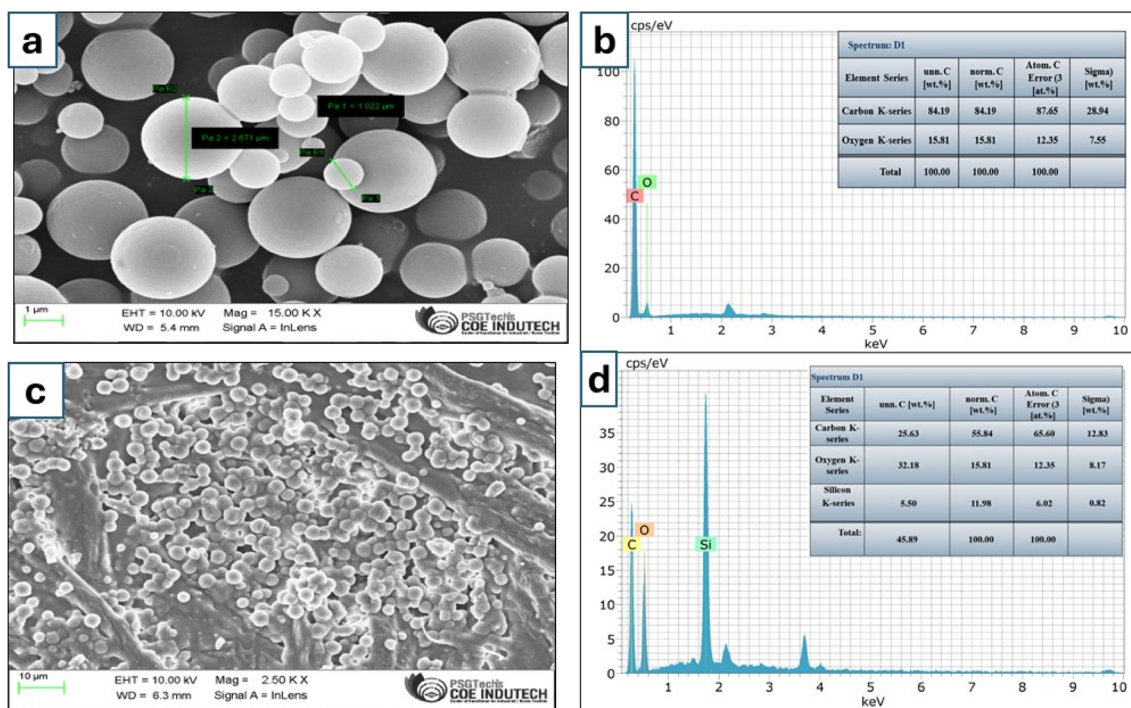 a
Pa R2
Pa 1 = 1.022 µm
Pa 2 = 2.671 µm
Pa R1
Pa 2
Pa 1
1 µm
EHT = 10.00 kV Mag = 15.00 K X
WD = 5.4 mm Signal A = InLens
PSGTech's
COE INDUTECH
b
cps/eV
100
80
60
40
20
0
O
C
1 2 3 4 5 6 7 8 9 10
keV
Spectrum: D1
Element Series unn. C [wt.%] norm. C [wt.%] Atom. C Error (3 [at.%] Sigma) [wt.%]
Carbon K-series 84.19 84.19 87.65 28.94
Oxygen K-series 15.81 15.81 12.35 7.55
Total 100.00 100.00 100.00
c
10 µm
EHT = 10.00 kV Mag = 2.50 K X
WD = 6.3 mm Signal A = InLens
PSGTech's
COE INDUTECH
d
cps/eV
35
30
25
20
15
10
5
0
O
C
Si
1 2 3 4 5 6 7 8 9 10
keV
Spectrum D1
Element Series unn. C [wt.%] norm. C [wt.%] Atom. C Error (3 [at.%] Sigma) [wt.%]
Carbon K-series 25.63 55.84 65.60 12.83
Oxygen K-series 32.18 15.81 12.35 8.17
Silicon K-series 5.50 11.98 6.02 0.82
Total: 45.89 100.00 100.00